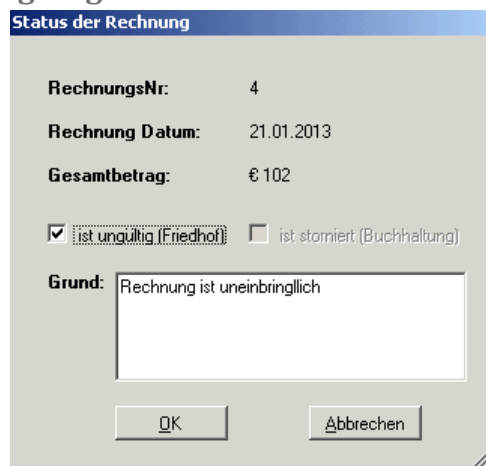 Status der Rechnung
RechnungsNr: 4
Rechnung Datum: 21.01.2013
Gesamtbetrag: € 102
ist ungültig (Friedhof) ist storniert (Buchhaltung)
Grund: Rechnung ist uneinbringllich
OK Abbrechen